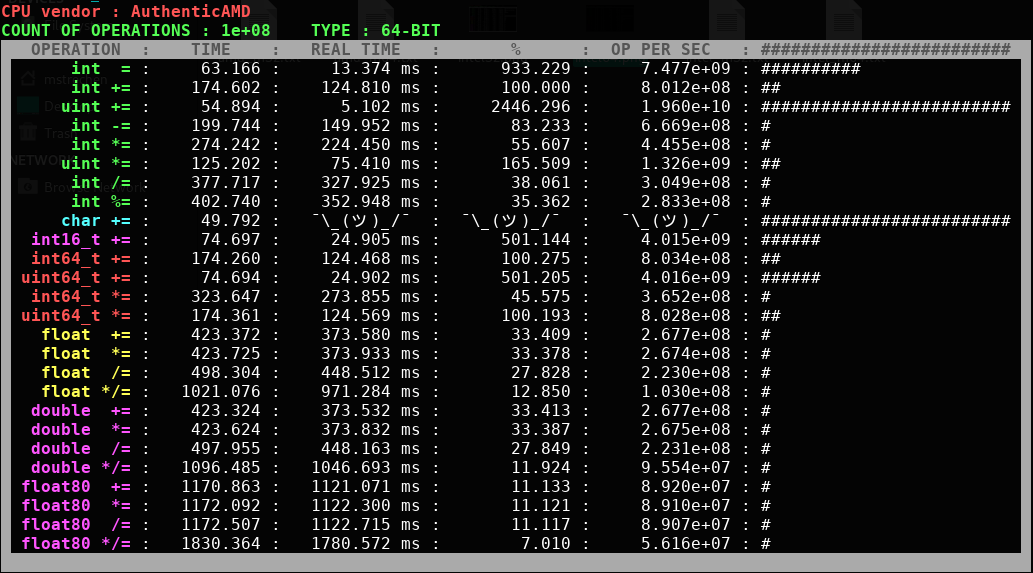 CPU vendor : AuthenticAMD
COUNT OF OPERATIONS : 1e+08    TYPE : 64-BIT
OPERATION  :    TIME    :   REAL TIME   :       %      :  OP PER SEC   : #########################
int  = :     63.166 :     13.374 ms :     933.229 :     7.477e+09 : ##########
int += :    174.602 :    124.810 ms :     100.000 :     8.012e+08 : ##
uint += :     54.894 :      5.102 ms :    2446.296 :     1.960e+10 : #########################
int -= :    199.744 :    149.952 ms :      83.233 :     6.669e+08 : #
int *= :    274.242 :    224.450 ms :      55.607 :     4.455e+08 : #
uint *= :    125.202 :     75.410 ms :     165.509 :     1.326e+09 : ##
int /= :    377.717 :    327.925 ms :      38.061 :     3.049e+08 : #
int %= :    402.740 :    352.948 ms :      35.362 :     2.833e+08 : #
char += :     49.792 :    ¯\_(ツ)_/¯  :  ¯\_(ツ)_/¯  :   ¯\_(ツ)_/¯  : #########################
int16_t += :     74.697 :     24.905 ms :     501.144 :     4.015e+09 : ######
int64_t += :    174.260 :    124.468 ms :     100.275 :     8.034e+08 : ##
uint64_t += :     74.694 :     24.902 ms :     501.205 :     4.016e+09 : ######
int64_t *= :    323.647 :    273.855 ms :      45.575 :     3.652e+08 : #
uint64_t *= :    174.361 :    124.569 ms :     100.193 :     8.028e+08 : ##
float  += :    423.372 :    373.580 ms :      33.409 :     2.677e+08 : #
float  *= :    423.725 :    373.933 ms :      33.378 :     2.674e+08 : #
float  /= :    498.304 :    448.512 ms :      27.828 :     2.230e+08 : #
float */= :   1021.076 :    971.284 ms :      12.850 :     1.030e+08 : #
double  += :    423.324 :    373.532 ms :      33.413 :     2.677e+08 : #
double  *= :    423.624 :    373.832 ms :      33.387 :     2.675e+08 : #
double  /= :    497.955 :    448.163 ms :      27.849 :     2.231e+08 : #
double */= :   1096.485 :   1046.693 ms :      11.924 :     9.554e+07 : #
float80  += :   1170.863 :   1121.071 ms :      11.133 :     8.920e+07 : #
float80  *= :   1172.092 :   1122.300 ms :      11.121 :     8.910e+07 : #
float80  /= :   1172.507 :   1122.715 ms :      11.117 :     8.907e+07 : #
float80 */= :   1830.364 :   1780.572 ms :       7.010 :     5.616e+07 : #